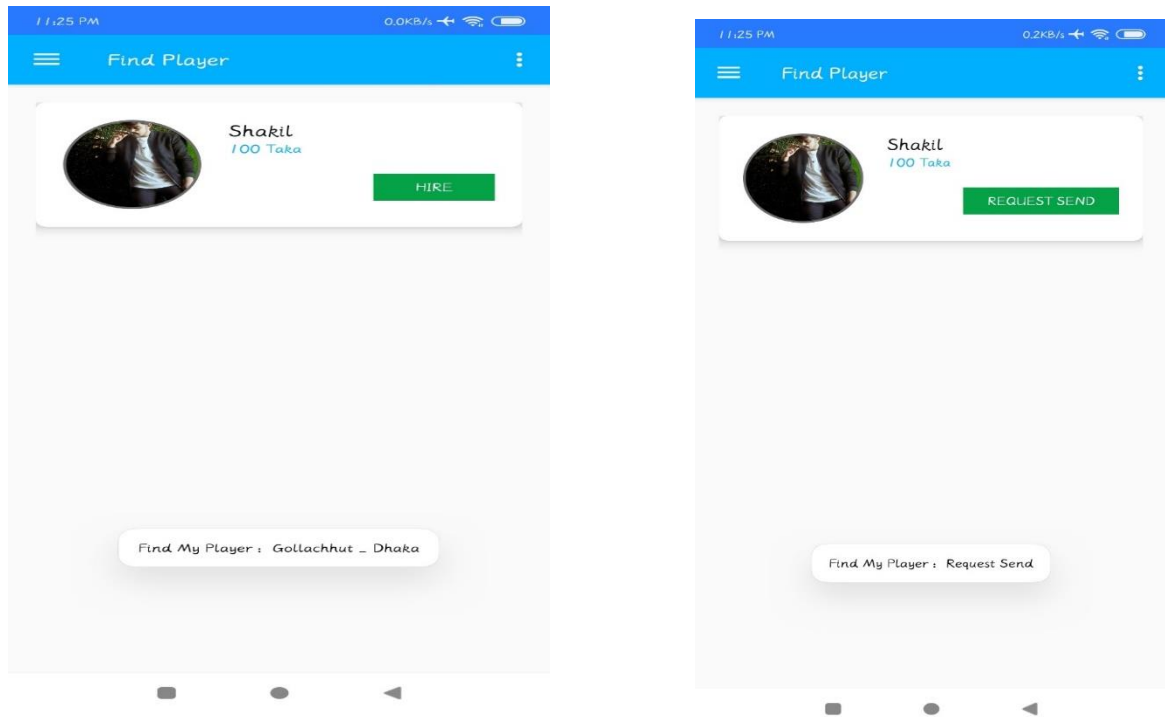 11:25 PM 0.0KB/s
Find Player
Shakil
100 Taka
HIRE
Find My Player : Gollachhut _ Dhaka
11:25 PM 0.2KB/s
Find Player
Shakil
100 Taka
REQUEST SEND
Find My Player : Request Send